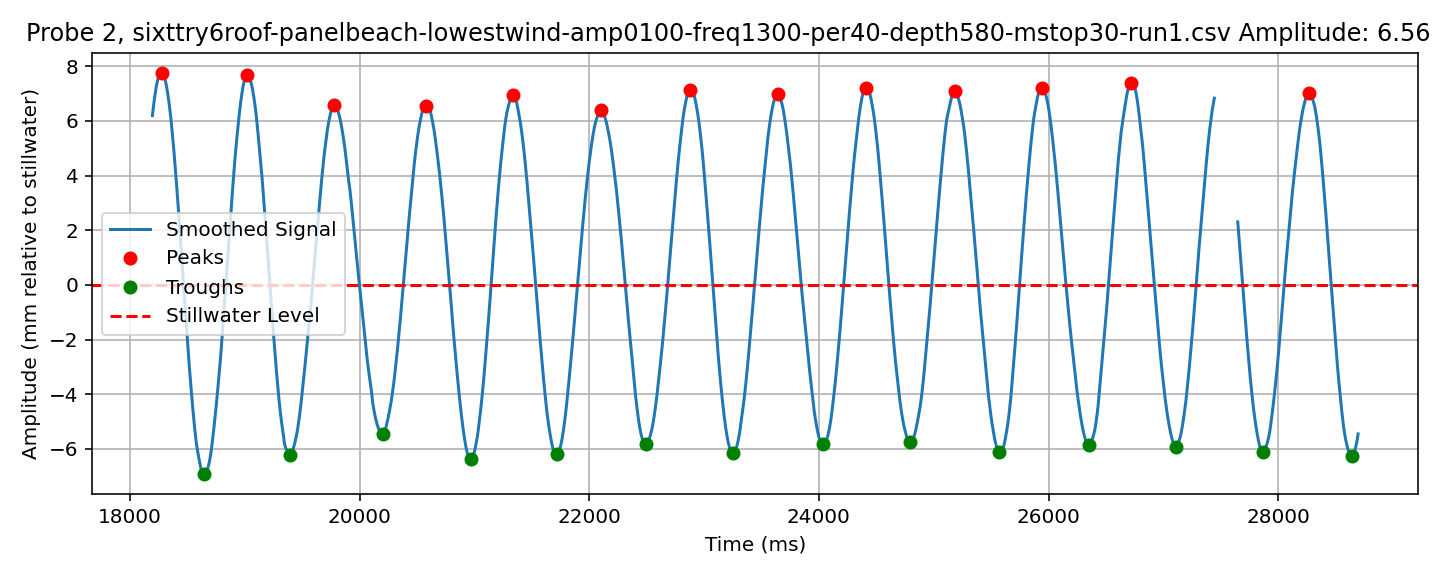 Probe 2, sixttry6roof-panelbeach-lowestwind-amp0100-freq1300-per40-depth580-mstop30-run1.csv Amplitude: 6.56
Amplitude (mm relative to stillwater)
8
6
4
2
0
−2
−4
−6
Smoothed Signal
Peaks
Troughs
Stillwater Level
18000 20000 22000 24000 26000 28000
Time (ms)